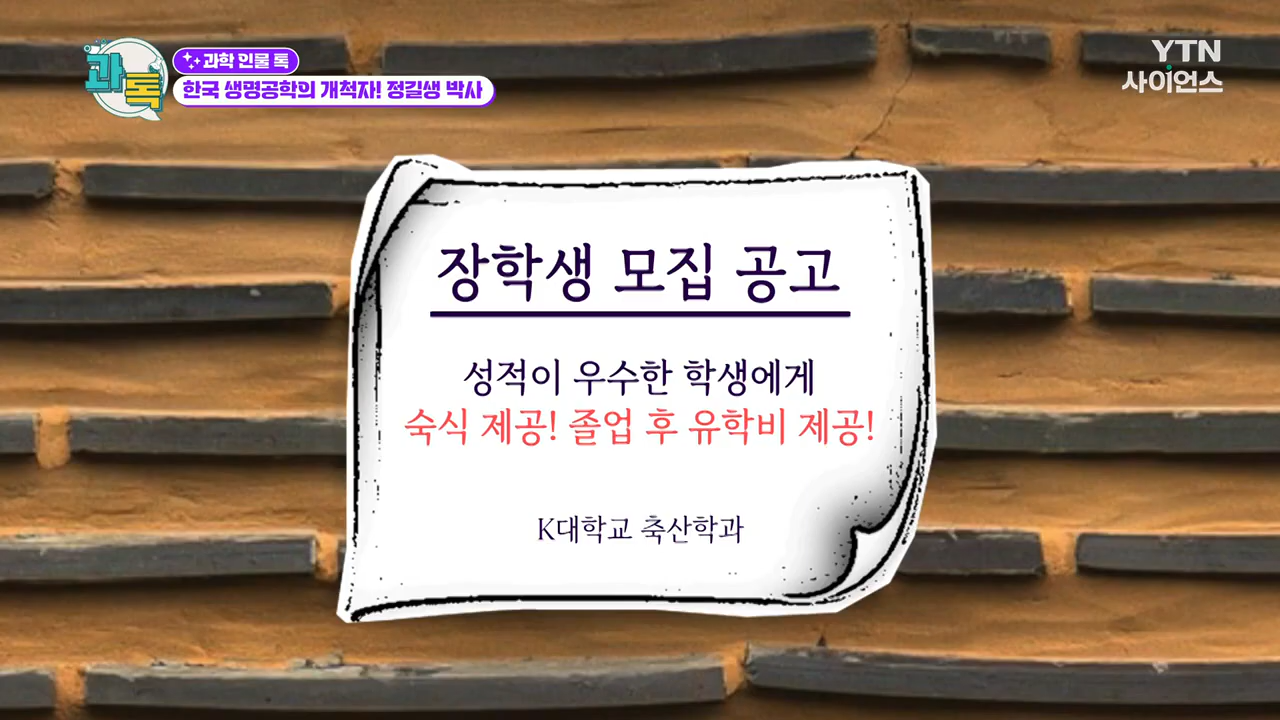 과톡
과학 인물 톡
한국 생명공학의 개척자! 정길생 박사
YTN
사이언스
장학생 모집 공고
성적이 우수한 학생에게
숙식 제공! 졸업 후 유학비 제공!
K대학교 축산학과